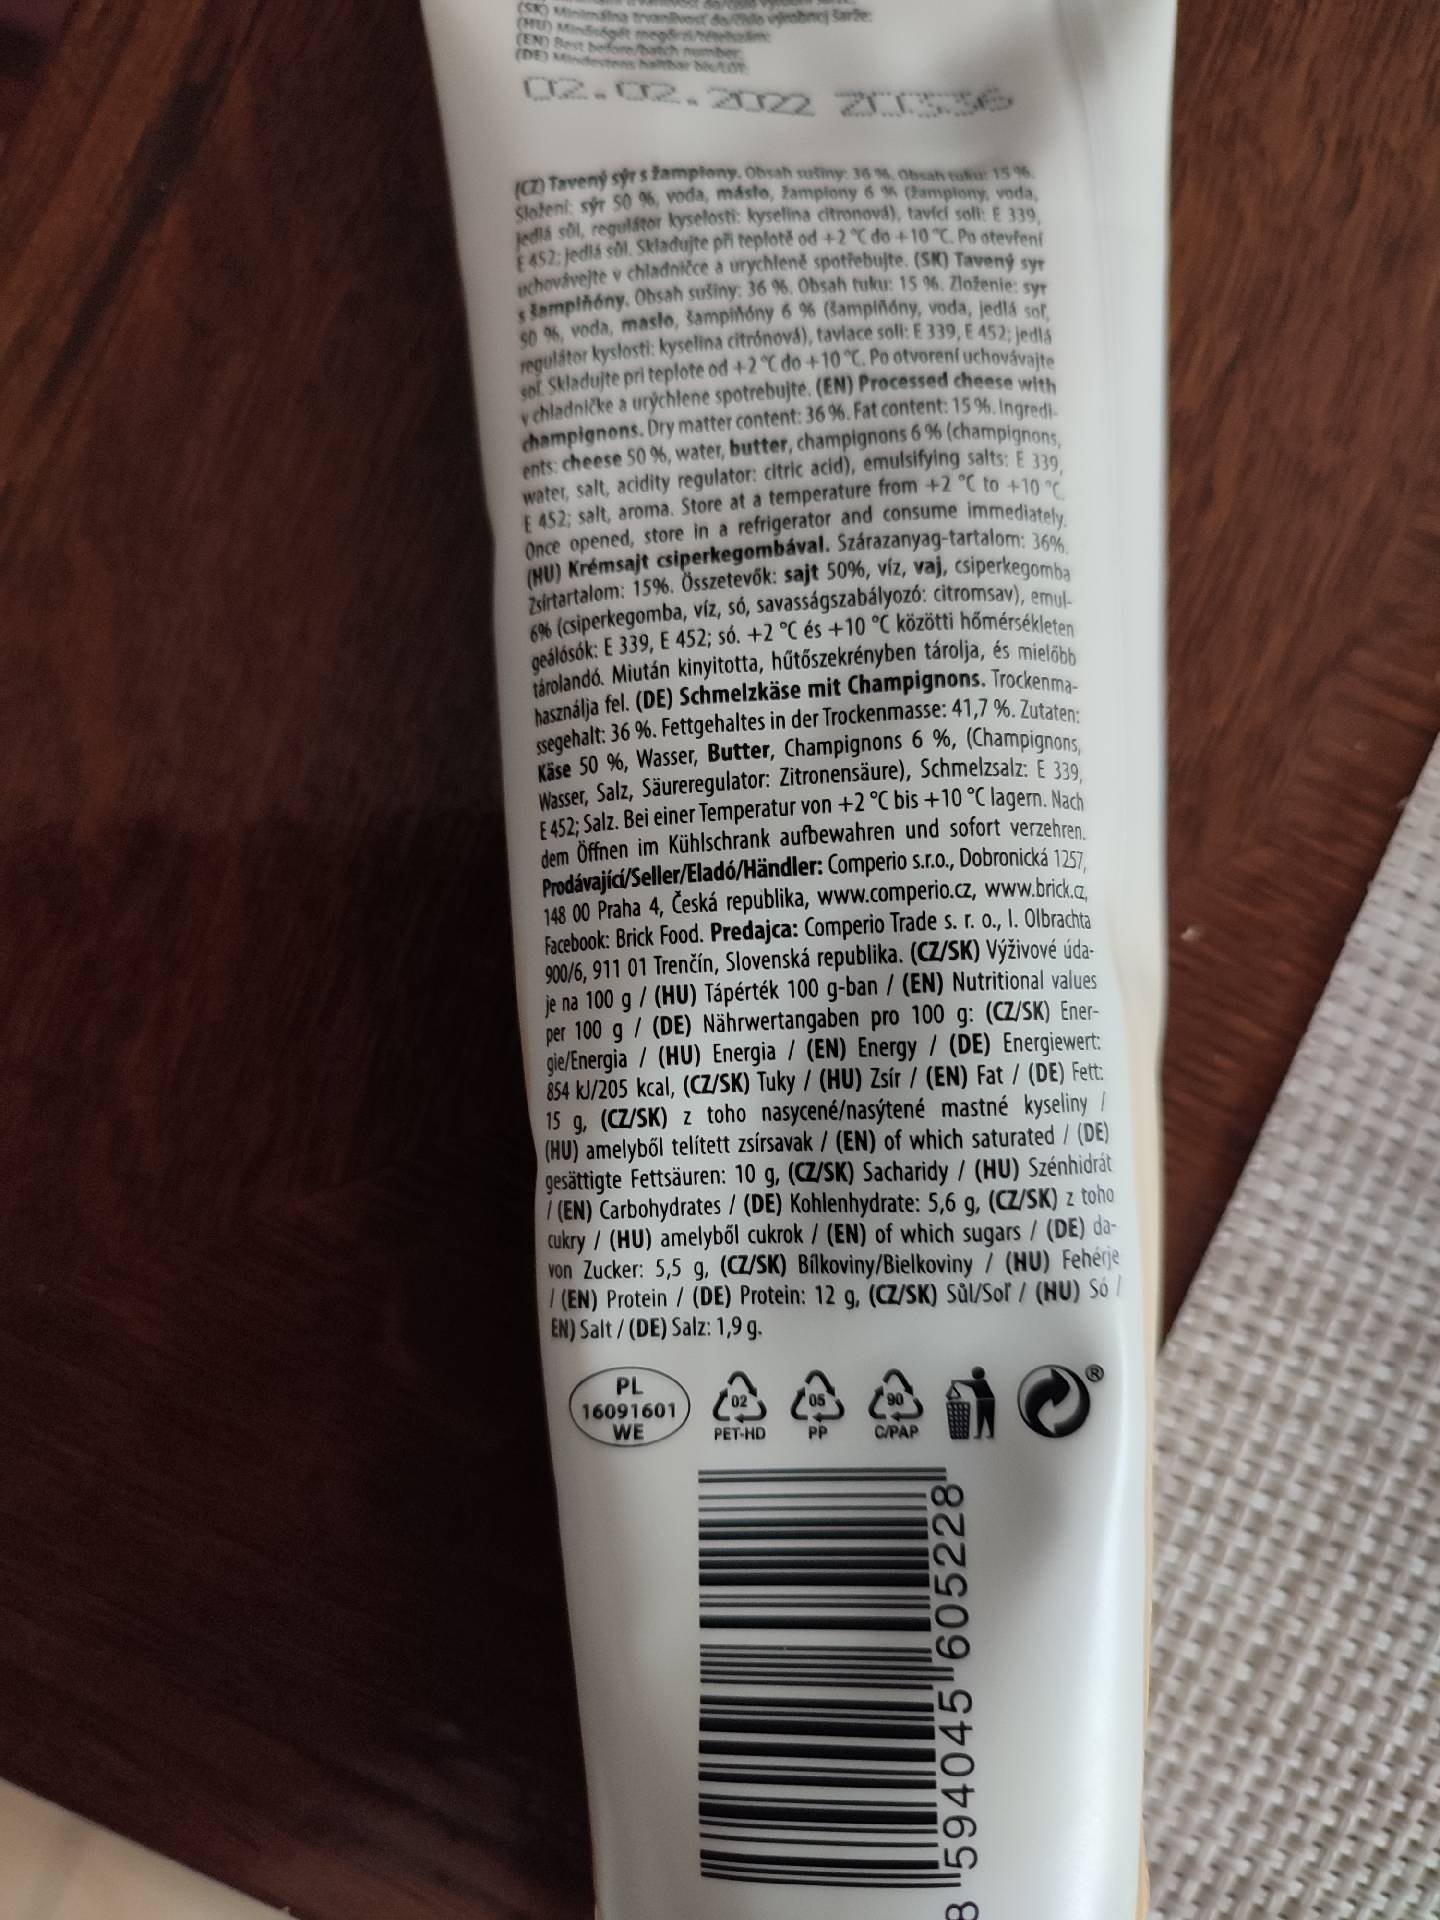 (SK) Minimálna trvanlivosť do/číslo výrobnej šarže:
(HU) Minőségét megőrzi/tételszám:
(EN) Best before/batch number:
(DE) Mindestens haltbar bis/LOT:
02.02.2022
(CZ) Tavený sýr s žampiony. Obsah sušiny: 36 %. Obsah tuku: 15 %.
Složení: sýr 50 %, voda, máslo, žampiony 6 % (žampiony, voda,
jedlá sůl, regulátor kyselosti: kyselina citronová), tavící soli: E 339,
E 452; jedlá sůl. Skladujte při teplotě od +2 °C do +10 °C. Po otevření
uchovávejte v chladničce a urychleně spotřebujte. (SK) Tavený syr
s šampiňóny. Obsah sušiny: 36 %. Obsah tuku: 15 %. Zloženie: syr
50 %, voda, maslo, šampiňóny 6 % (šampiňóny, voda, jedlá soľ,
regulátor kyslosti: kyselina citrónová), taviace soli: E 339, E 452; jedlá
soľ. Skladujte pri teplote od +2 °C do +10 °C. Po otvorení uchovávajte
v chladničke a urýchlene spotrebujte. (EN) Processed cheese with
champignons. Dry matter content: 36 %. Fat content: 15 %. Ingredi-
ents: cheese 50 %, water, butter, champignons 6 % (champignons,
water, salt, acidity regulator: citric acid), emulsifying salts: E 339,
E 452; salt, aroma. Store at a temperature from +2 °C to +10 °C.
Once opened, store in a refrigerator and consume immediately.
(HU) Krémsajt csiperkegombával. Szárazanyag-tartalom: 36%.
Zsírtartalom: 15%. Összetevők: sajt 50%, víz, vaj, csiperkegomba
6% (csiperkegomba, víz, só, savasságszabályozó: citromsav), emul-
geálósók: E 339, E 452; só. +2 °C és +10 °C közötti hőmérsékleten
tárolandó. Miután kinyitotta, hűtőszekrényben tárolja, és mielőbb
használja fel. (DE) Schmelzkäse mit Champignons. Trockenma-
ssegehalt: 36 %. Fettgehaltes in der Trockenmasse: 41,7 %. Zutaten:
Käse 50 %, Wasser, Butter, Champignons 6 %, (Champignons,
Wasser, Salz, Säureregulator: Zitronensäure), Schmelzsalz: E 339,
E 452; Salz. Bei einer Temperatur von +2 °C bis +10 °C lagern. Nach
dem Öffnen im Kühlschrank aufbewahren und sofort verzehren.
Prodávající/Seller/Eladó/Händler: Comperio s.r.o., Dobronická 1257,
148 00 Praha 4, Česká republika, www.comperio.cz, www.brick.cz,
Facebook: Brick Food. Predajca: Comperio Trade s. r. o., I. Olbrachta
900/6, 911 01 Trenčín, Slovenská republika. (CZ/SK) Výživové úda-
je na 100 g / (HU) Tápérték 100 g-ban / (EN) Nutritional values
per 100 g / (DE) Nährwertangaben pro 100 g: (CZ/SK) Ener-
gie/Energia / (HU) Energia / (EN) Energy / (DE) Energiewert:
854 kJ/205 kcal, (CZ/SK) Tuky / (HU) Zsír / (EN) Fat / (DE) Fett:
15 g, (CZ/SK) z toho nasycené/nasýtené mastné kyseliny /
(HU) amelyből telített zsírsavak / (EN) of which saturated / (DE)
gesättigte Fettsäuren: 10 g, (CZ/SK) Sacharidy / (HU) Szénhidrát
/ (EN) Carbohydrates / (DE) Kohlenhydrate: 5,6 g, (CZ/SK) z toho
cukry / (HU) amelyből cukrok / (EN) of which sugars / (DE) da-
von Zucker: 5,5 g, (CZ/SK) Bílkoviny/Bielkoviny / (HU) Fehérje
/ (EN) Protein / (DE) Protein: 12 g, (CZ/SK) Sůl/Soľ / (HU) Só /
EN) Salt / (DE) Salz: 1,9 g.
PL
16091601
WE
02
PET-HD
05
PP
90
C/PAP
®
8 594045 605228